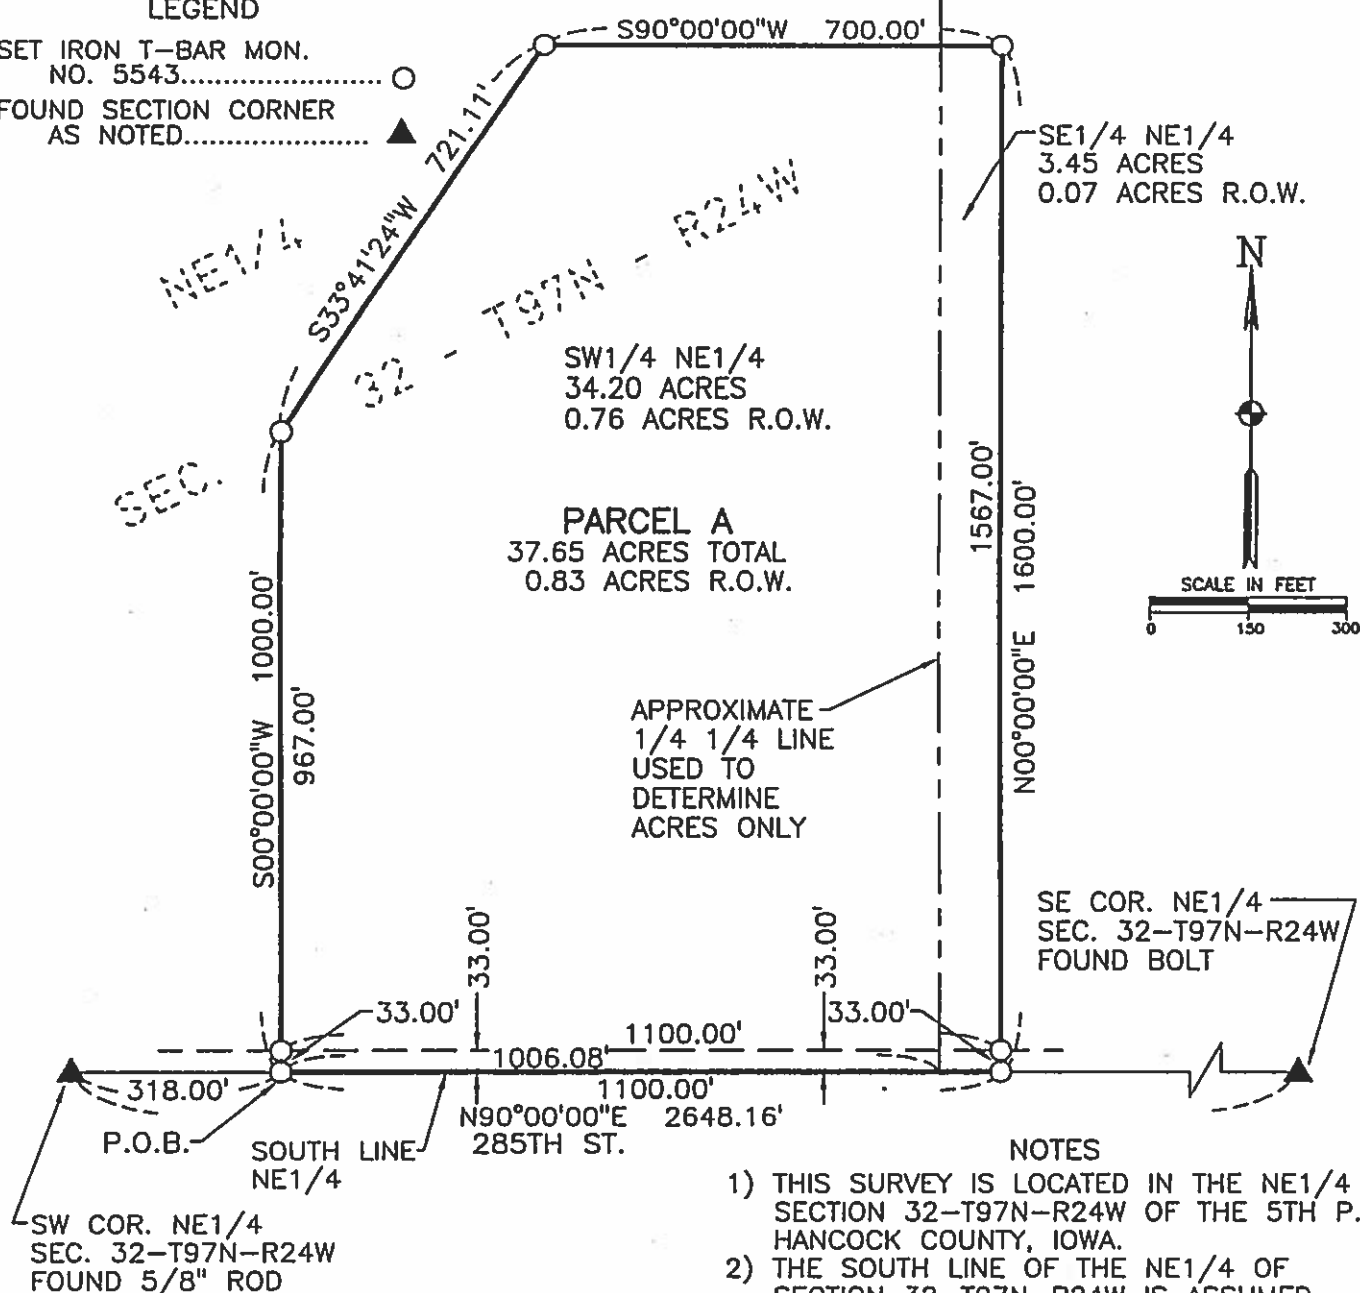 LEGEND
SET IRON T-BAR MON.
NO. 5543......................
FOUND SECTION CORNER
AS NOTED....................
S90°00'00"W 700.00'
721.11'
S33°41'24"W
NE1/4
SEC. 32 - T97N - R24W
SE1/4 NE1/4
3.45 ACRES
0.07 ACRES R.O.W.
N
SW1/4 NE1/4
34.20 ACRES
0.76 ACRES R.O.W.
PARCEL A
37.65 ACRES TOTAL
0.83 ACRES R.O.W.
1567.00'
N00°00'00"E 1600.00'
SCALE IN FEET
0 150 300
S00°00'00"W 1000.00'
967.00'
APPROXIMATE
1/4 1/4 LINE
USED TO
DETERMINE
ACRES ONLY
SE COR. NE1/4
SEC. 32-T97N-R24W
FOUND BOLT
33.00'
33.00'
33.00'
33.00'
1100.00'
1006.08'
318.00'
1100.00'
N90°00'00"E 2648.16'
285TH ST.
P.O.B.
SOUTH LINE
NE1/4
SW COR. NE1/4
SEC. 32-T97N-R24W
FOUND 5/8" ROD
NOTES
1) THIS SURVEY IS LOCATED IN THE NE1/4
SECTION 32-T97N-R24W OF THE 5TH P.
HANCOCK COUNTY, IOWA.
2) THE SOUTH LINE OF THE NE1/4 OF
SECTION 32-T97N-R24W IS ASSUMED